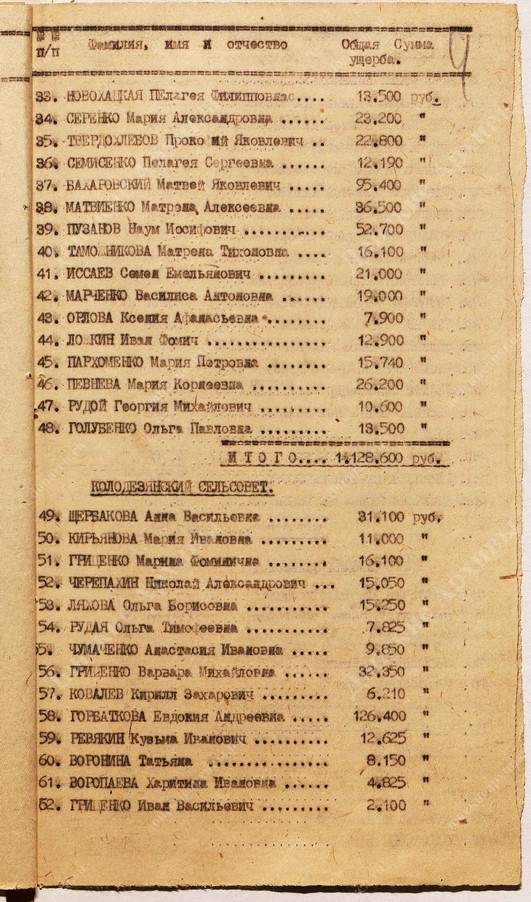 №№ п/п Фамилия, имя и отчество Общая Сумма ущерба.
33. НОВОХАЦКАЯ Пелагея Филипповнас.... 13.500 руб.
34. СЕРЕНКО Мария Александровна ...... 23.200 "
35. ТВЕРДОХЛЕБОВ Прокофий Яковлевич .. 22.800 "
36. СЕМИСЕНКО Пелагея Сергеевна ...... 12.190 "
37. БАХАРОВСКИЙ Матвей Яковлевич ..... 95.400 "
38. МАТВИЕНКО Матрена Алексеевна ..... 36.500 "
39. ПУЗАНОВ Наум Иосифович ........... 52.700 "
40. ТАМОЖНИКОВА Матрена Тихоновна .... 16.100 "
41. ИССАЕВ Семен Емельянович ......... 21.000 "
42. МАРЧЕНКО Василиса Антоновна ...... 19.000 "
43. ОРЛОВА Ксения Афанасьевна ........ 7.900 "
44. ЛОЖКИН Иван Фомич ............... 12.900 "
45. ПАРХОМЕНКО Мария Петровна ........ 15.740 "
46. ПЕВНЕВА Мария Корнеевна .......... 26.200 "
47. РУДОЙ Георгия Михайлович ......... 10.600 "
48. ГОЛУБЕНКО Ольга Павловна ......... 13.500 "
И Т О Г О.... 1.128.600 руб.
КОЛОДЕЗЯНСКИЙ СЕЛЬСОВЕТ.
49. ЩЕРБАКОВА Анна Васильевна ........ 31.100 руб.
50. КИРЬЯНОВА Мария Ивановна ......... 11.000 "
51. ГРИЦЕНКО Марина Фоминична ........ 16.100 "
52. ЧЕРЕПАХИН Николай Александрович ... 15.050 "
53. ЛЯХОВА Ольга Борисовна ........... 15.250 "
54. РУДАЯ Ольга Тимофеевна ........... 7.825 "
55. ЧУМАЧЕНКО Анастасия Ивановна ..... 9.850 "
56. ГРИЦЕНКО Варвара Михайловна ...... 32.350 "
57. КОВАЛЕВ Кирилл Захарович ......... 6.210 "
58. ГОРБАТКОВА Евдокия Андреевна ..... 126.400 "
59. РЕВЯКИН Кузьма Иванович .......... 12.625 "
60. ВОРОНИНА Татьяна ............... 8.150 "
61. ВОРОПАЕВА Харитина Ивановна ...... 4.825 "
62. ГРИЦЕНКО Иван Васильевич ......... 2.100 "